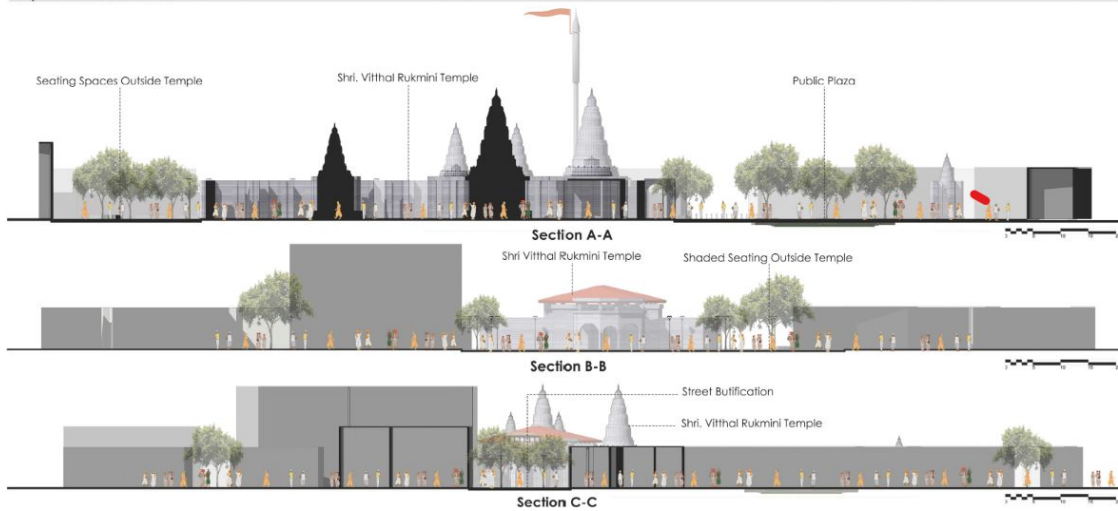 Seating Spaces Outside Temple
Shri. Vitthal Rukmini Temple
Public Plaza
Section A-A
Shri Vitthal Rukmini Temple
Shaded Seating Outside Temple
Section B-B
Street Butification
Shri. Vitthal Rukmini Temple
Section C-C